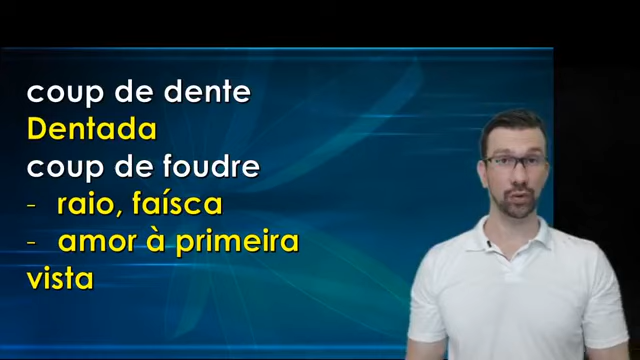 coup de dente
Dentada
coup de foudre
- raio, faísca
- amor à primeira
vista